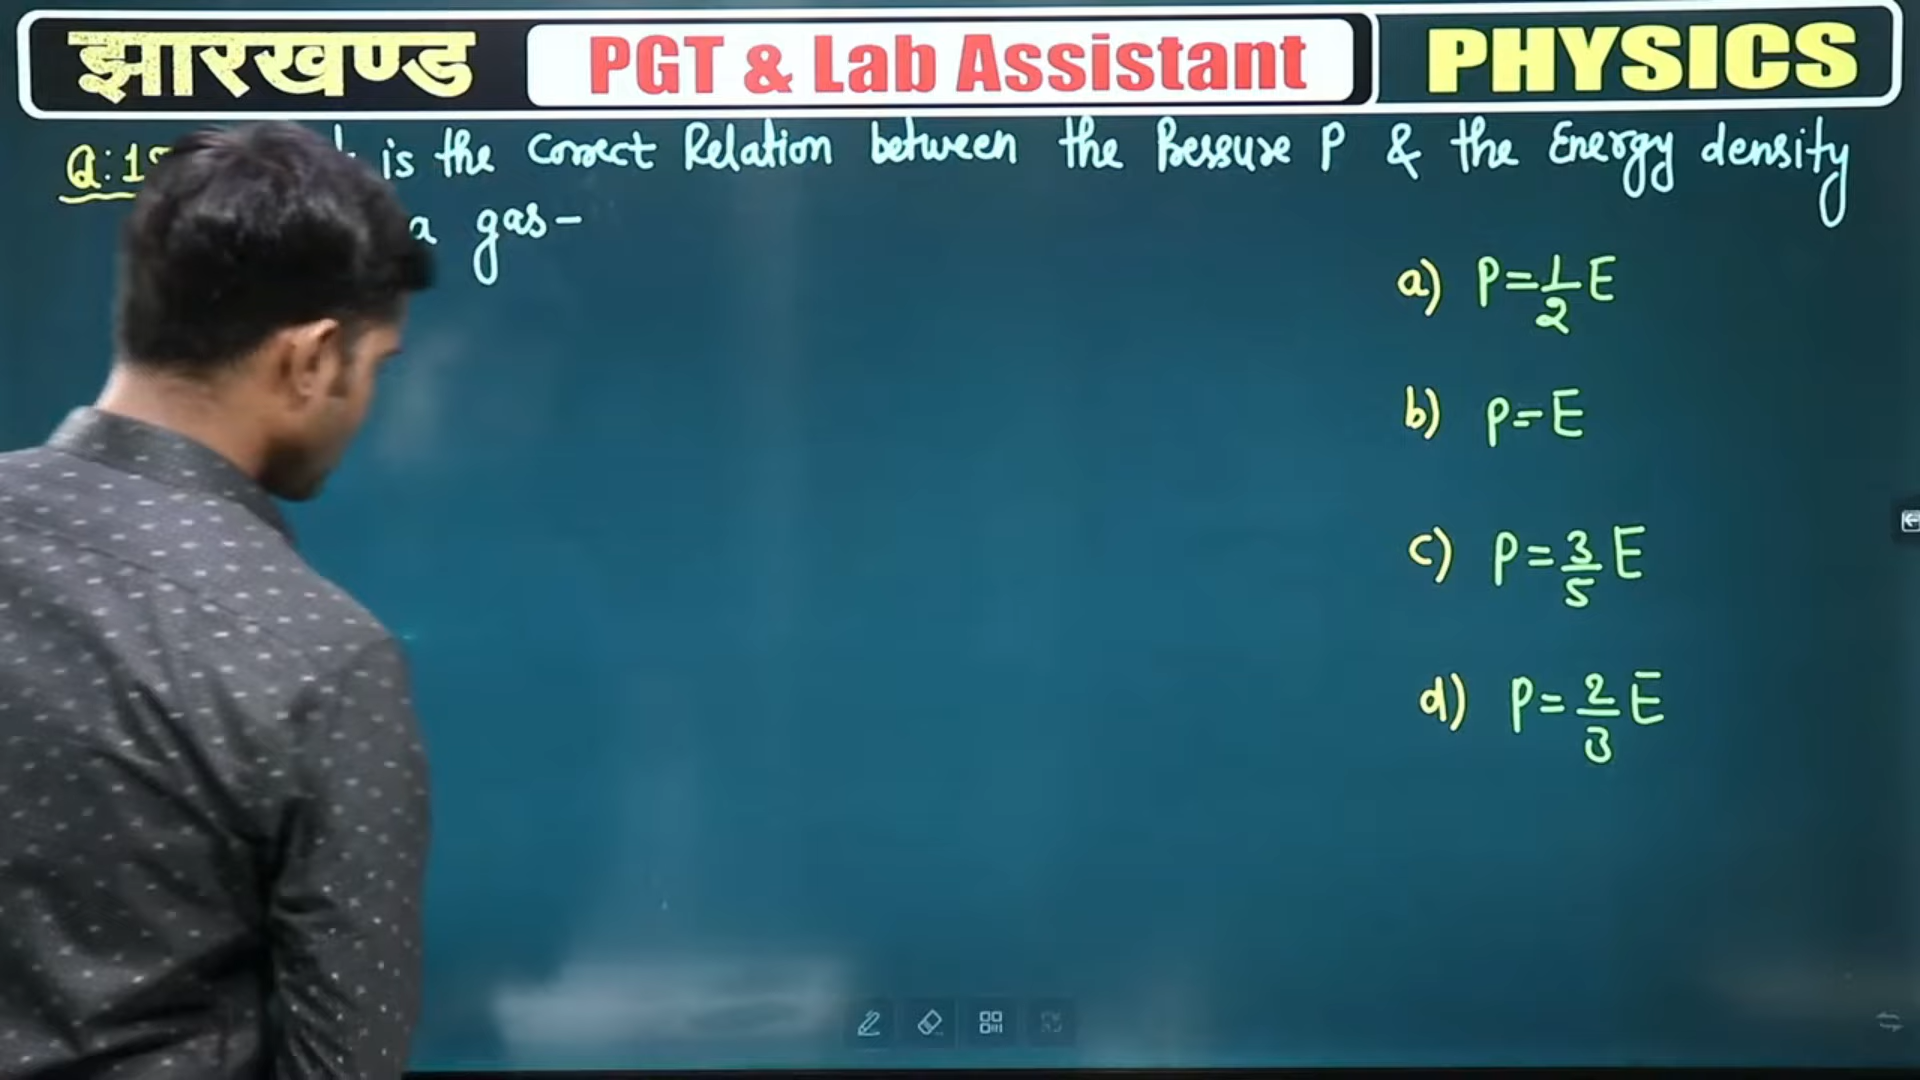 झारखण्ड PGT & Lab Assistant PHYSICS
is the correct Relation between the Pressure P & the Energy density
a gas-
a) P=1/2 E
b) P=E
c) P=3/5 E
d) P=2/3 E